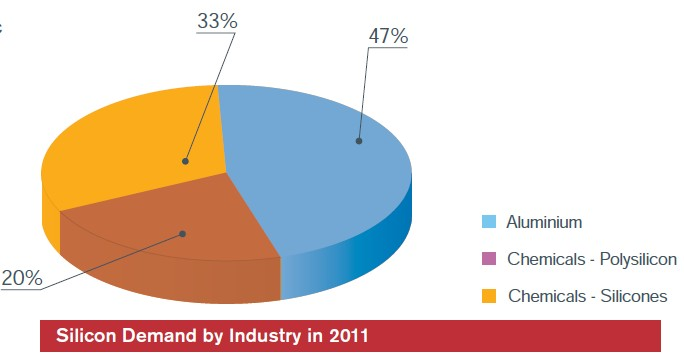 33%
47%
20%
Aluminium
Chemicals - Polysilicon
Chemicals - Silicones
Silicon Demand by Industry in 2011